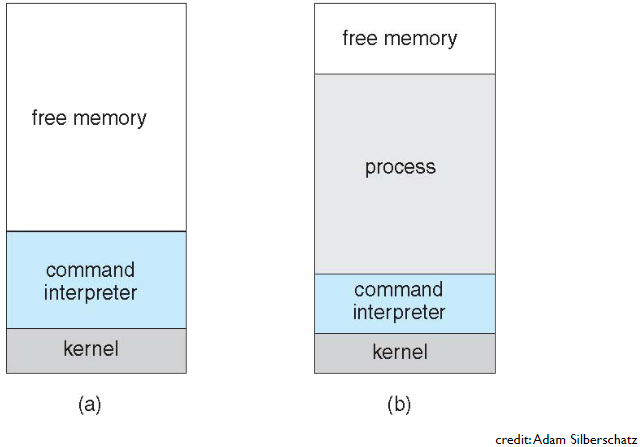 free memory
command
interpreter
kernel
(a)
free memory
process
command
interpreter
kernel
(b)
credit: Adam Silberschatz